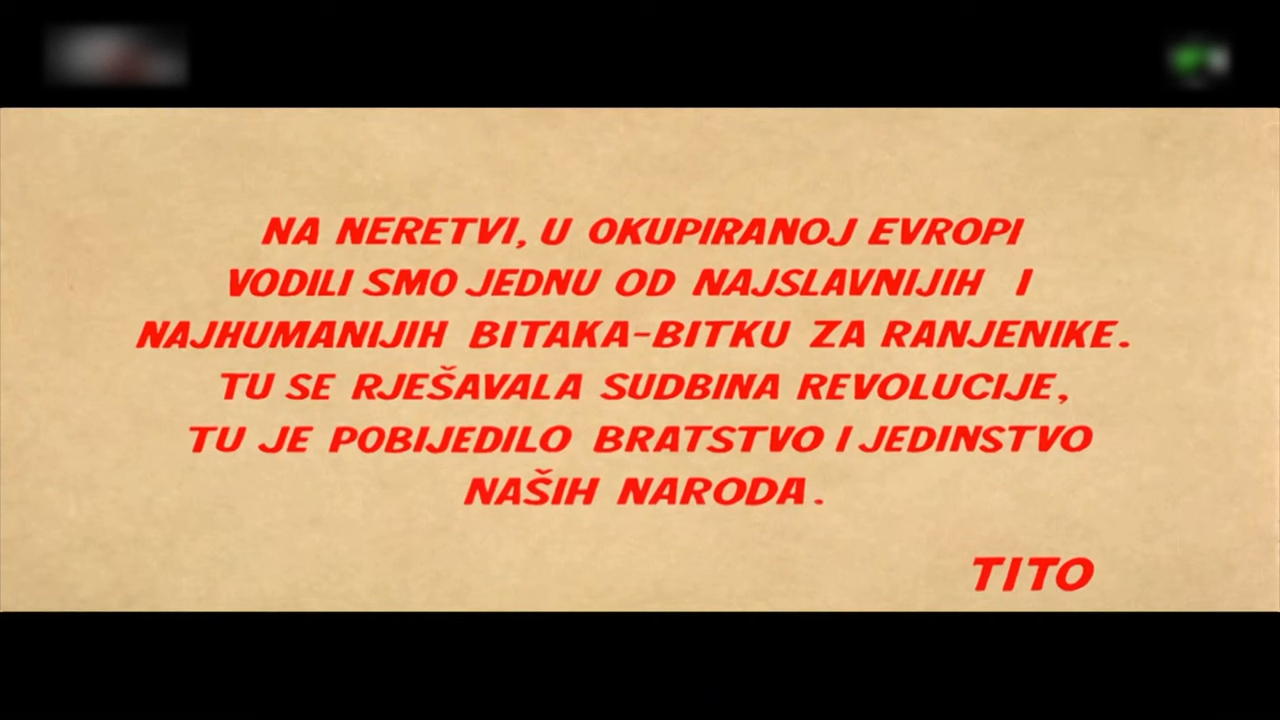 NA NERETVI, U OKUPIRANOJ EVROPI
VODILI SMO JEDNU OD NAJSLAVNIJIH I
NAJHUMANIJIH BITAKA-BITKU ZA RANJENIKE.
TU SE RJEŠAVALA SUDBINA REVOLUCIJE,
TU JE POBIJEDILO BRATSTVO I JEDINSTVO
NAŠIH NARODA.
TITO